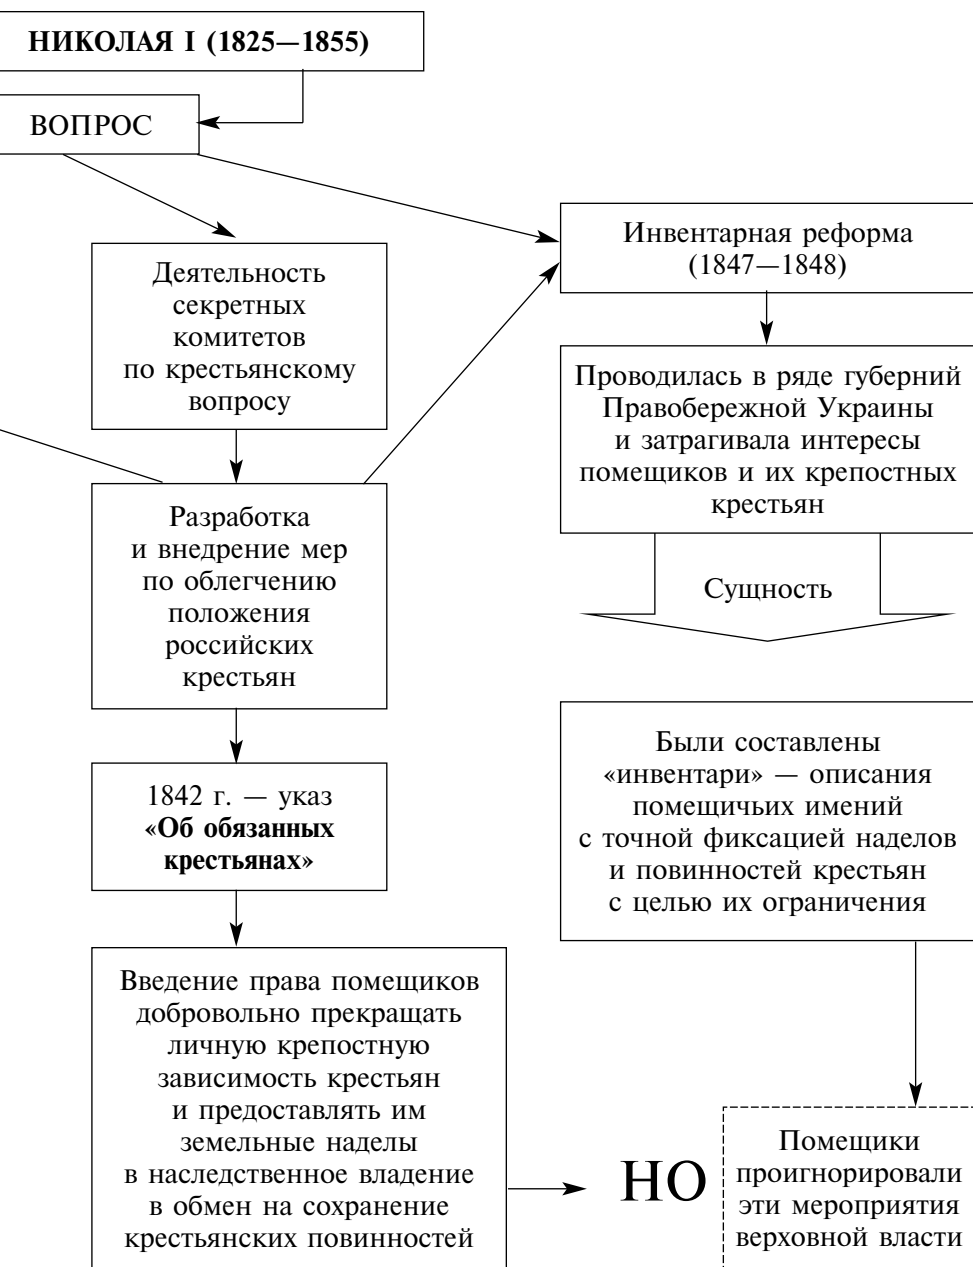 НИКОЛАЯ I (1825—1855)
ВОПРОС
Деятельность
секретных
комитетов
по крестьянскому
вопросу
Разработка
и внедрение мер
по облегчению
положения
российских
крестьян
1842 г. — указ
«Об обязанных
крестьянах»
Введение права помещиков
добровольно прекращать
личную крепостную
зависимость крестьян
и предоставлять им
земельные наделы
в наследственное владение
в обмен на сохранение
крестьянских повинностей
Инвентарная реформа
(1847—1848)
Проводилась в ряде губерний
Правобережной Украины
и затрагивала интересы
помещиков и их крепостных
крестьян
Сущность
Были составлены
«инвентари» — описания
помещичьих имений
с точной фиксацией наделов
и повинностей крестьян
с целью их ограничения
НО
Помещики
проигнорировали
эти мероприятия
верховной власти